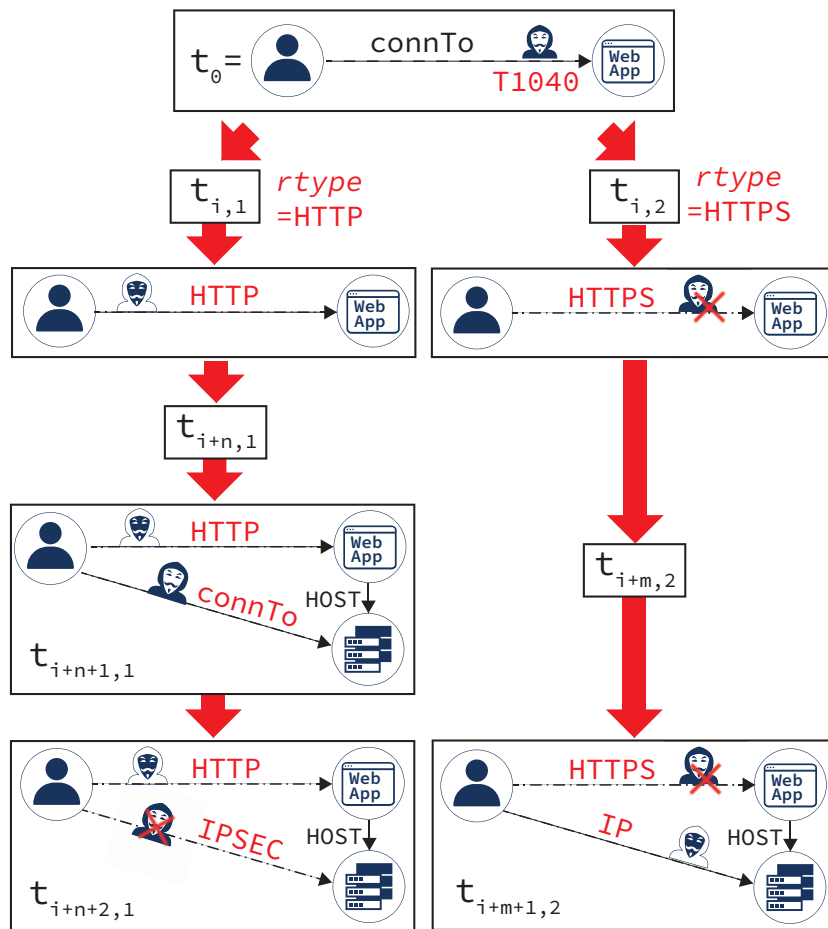 t0=
connTo
T1040
Web
App
ti,1
rtype
=HTTP
ti,2
rtype
=HTTPS
HTTP
Web
App
HTTPS
Web
App
ti+n,1
HTTP
Web
App
connTo
HOST
ti+n+1,1
ti+m,2
HTTP
Web
App
IPSEC
HOST
ti+n+2,1
HTTPS
Web
App
IP
HOST
ti+m+1,2